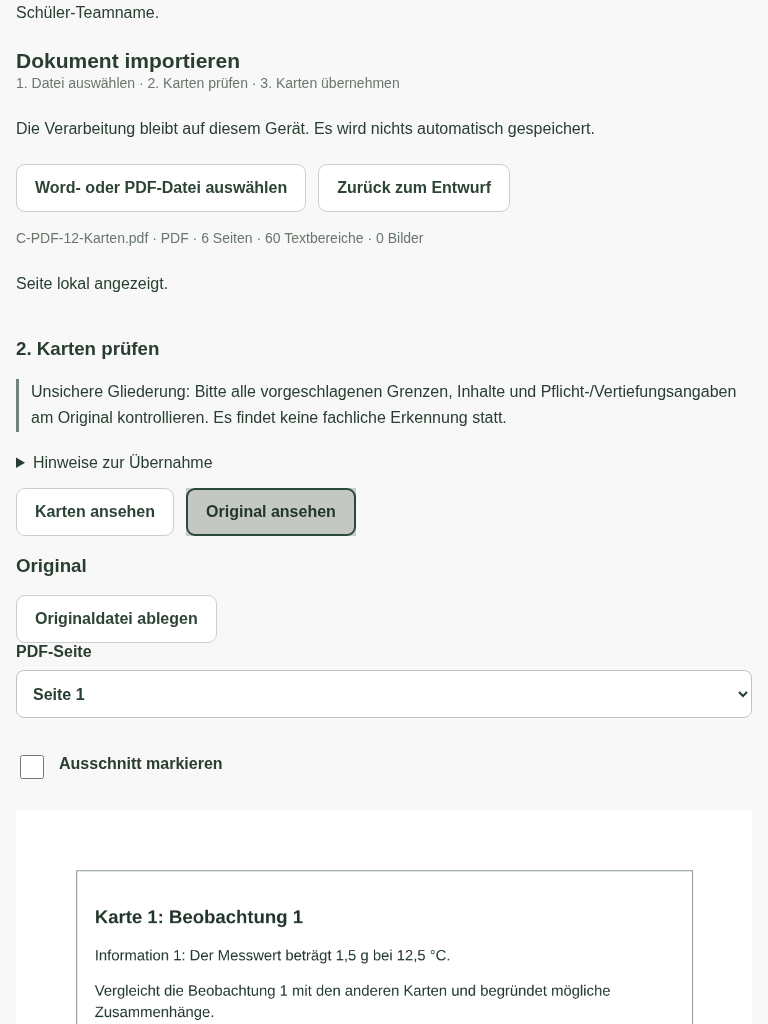 Schüler-Teamname.
Dokument importieren
1. Datei auswählen · 2. Karten prüfen · 3. Karten übernehmen
Die Verarbeitung bleibt auf diesem Gerät. Es wird nichts automatisch gespeichert.
Word- oder PDF-Datei auswählen
Zurück zum Entwurf
C-PDF-12-Karten.pdf · PDF · 6 Seiten · 60 Textbereiche · 0 Bilder
Seite lokal angezeigt.
2. Karten prüfen
Unsichere Gliederung: Bitte alle vorgeschlagenen Grenzen, Inhalte und Pflicht-/Vertiefungsangaben
am Original kontrollieren. Es findet keine fachliche Erkennung statt.
Hinweise zur Übernahme
Karten ansehen
Original ansehen
Original
Originaldatei ablegen
PDF-Seite
Seite 1
Ausschnitt markieren
Karte 1: Beobachtung 1
Information 1: Der Messwert beträgt 1,5 g bei 12,5 °C.
Vergleicht die Beobachtung 1 mit den anderen Karten und begründet mögliche
Zusammenhänge.